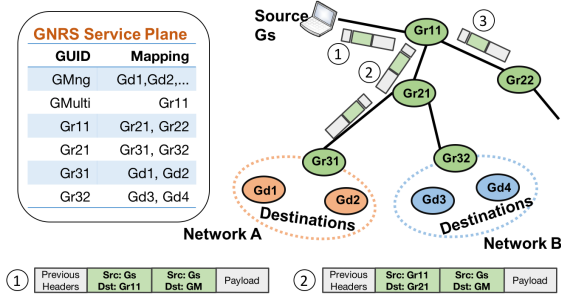 GNRS Service Plane
GUID Mapping
GMng Gd1,Gd2,...
GMulti Gr11
Gr11 Gr21, Gr22
Gr21 Gr31, Gr32
Gr31 Gd1, Gd2
Gr32 Gd3, Gd4
Source
Gs
Gr11
1
2
3
Gr22
Gr21
Gr31
Gr32
Gd1
Gd2
Destinations
Gd3
Gd4
Destinations
Network A
Network B
1
Previous
Headers
Src: Gs
Dst: Gr11
Src: Gs
Dst: GM
Payload
2
Previous
Headers
Src: Gr11
Dst: Gr21
Src: Gs
Dst: GM
Payload